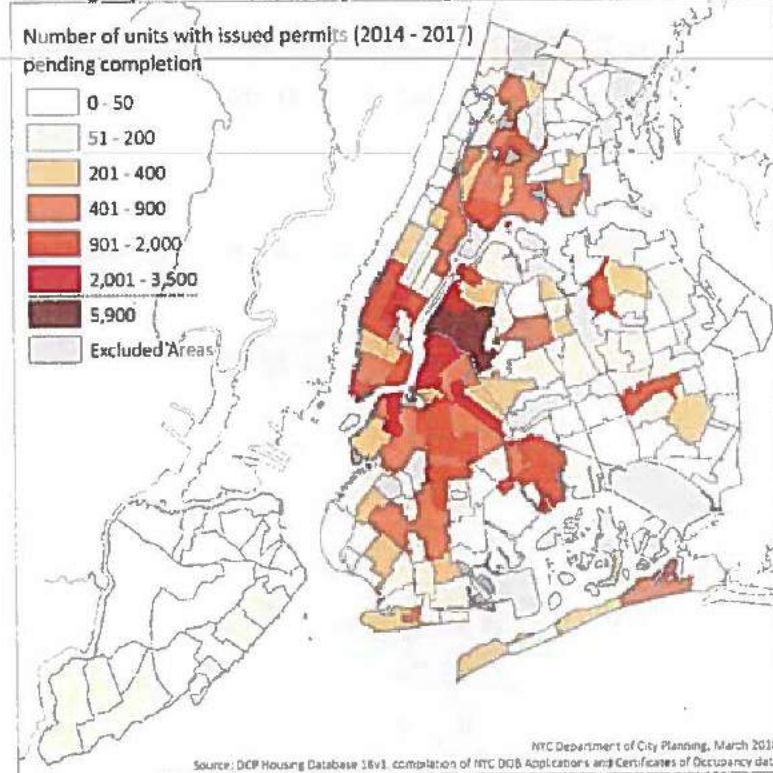 Number of units with issued permits (2014 - 2017)
pending completion
0 - 50
51 - 200
201 - 400
401 - 900
901 - 2,000
2,001 - 3,500
5,900
Excluded Areas
NYC Department of City Planning, March 201
Source: DCP Housing Database 18v1. compilation of NYC DOB Applications and Certificates of Occupancy dat